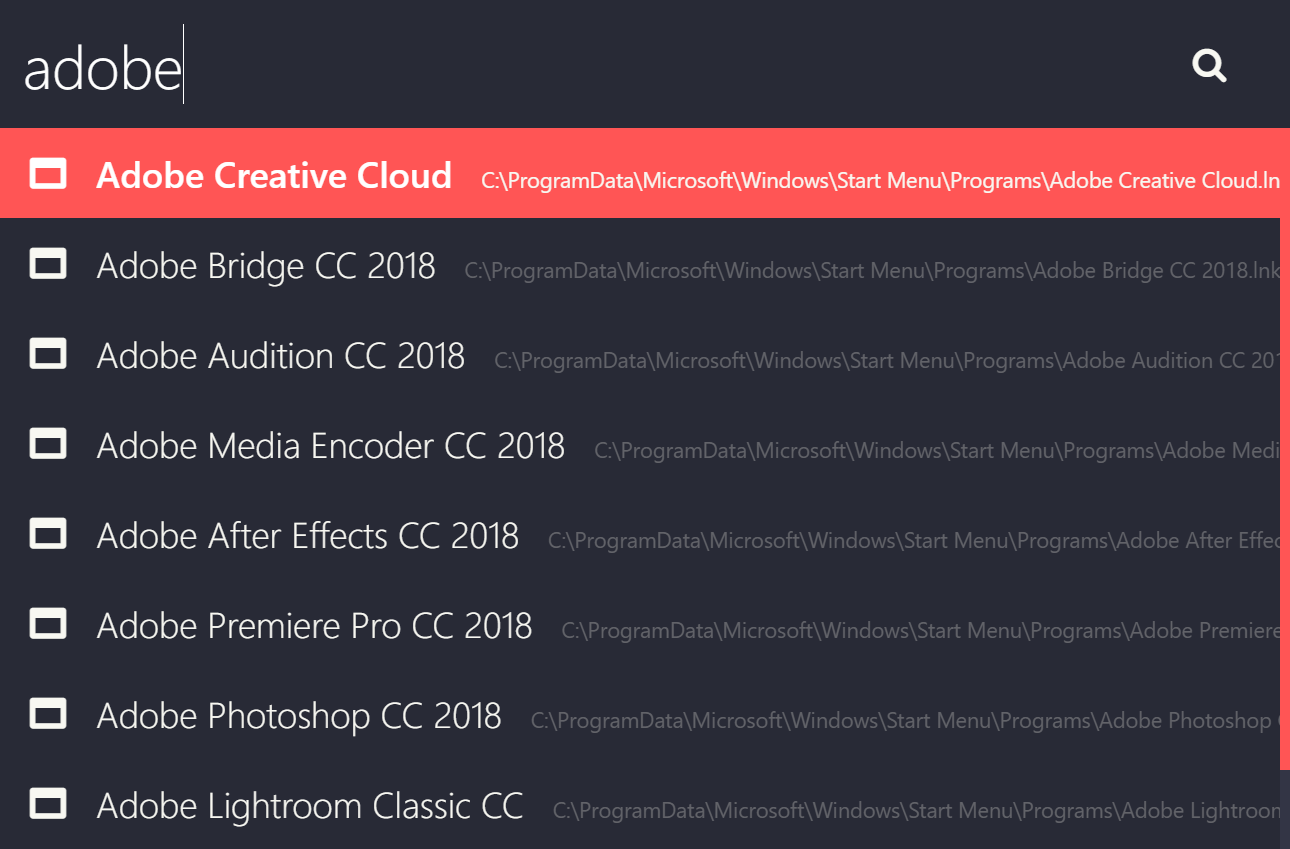 adobe
Adobe Creative Cloud C:\ProgramData\Microsoft\Windows\Start Menu\Programs\Adobe Creative Cloud.ln
Adobe Bridge CC 2018 C:\ProgramData\Microsoft\Windows\Start Menu\Programs\Adobe Bridge CC 2018.lnk
Adobe Audition CC 2018 C:\ProgramData\Microsoft\Windows\Start Menu\Programs\Adobe Audition CC 201
Adobe Media Encoder CC 2018 C:\ProgramData\Microsoft\Windows\Start Menu\Programs\Adobe Medi
Adobe After Effects CC 2018 C:\ProgramData\Microsoft\Windows\Start Menu\Programs\Adobe After Effec
Adobe Premiere Pro CC 2018 C:\ProgramData\Microsoft\Windows\Start Menu\Programs\Adobe Premiere
Adobe Photoshop CC 2018 C:\ProgramData\Microsoft\Windows\Start Menu\Programs\Adobe Photoshop
Adobe Lightroom Classic CC C:\ProgramData\Microsoft\Windows\Start Menu\Programs\Adobe Lightroom